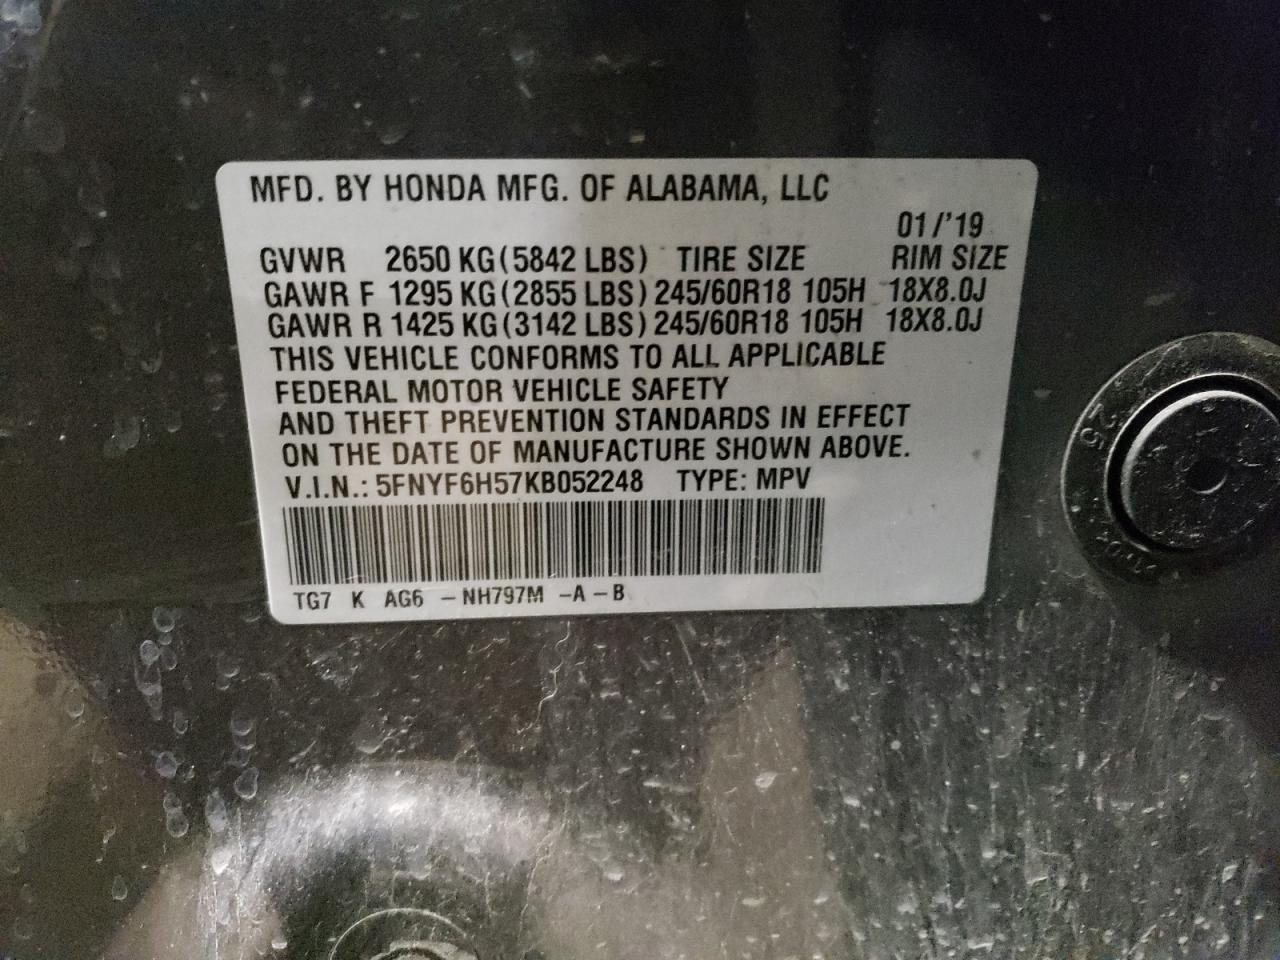 MFD. BY HONDA MFG. OF ALABAMA, LLC
01/'19
GVWR 2650 KG(5842 LBS) TIRE SIZE RIM SIZE
GAWR F 1295 KG(2855 LBS) 245/60R18 105H 18X8.0J
GAWR R 1425 KG(3142 LBS) 245/60R18 105H 18X8.0J
THIS VEHICLE CONFORMS TO ALL APPLICABLE
FEDERAL MOTOR VEHICLE SAFETY
AND THEFT PREVENTION STANDARDS IN EFFECT
ON THE DATE OF MANUFACTURE SHOWN ABOVE.
V.I.N.: 5FNYF6H57KB052248 TYPE: MPV
TG7 K AG6 -NH797M -A-B